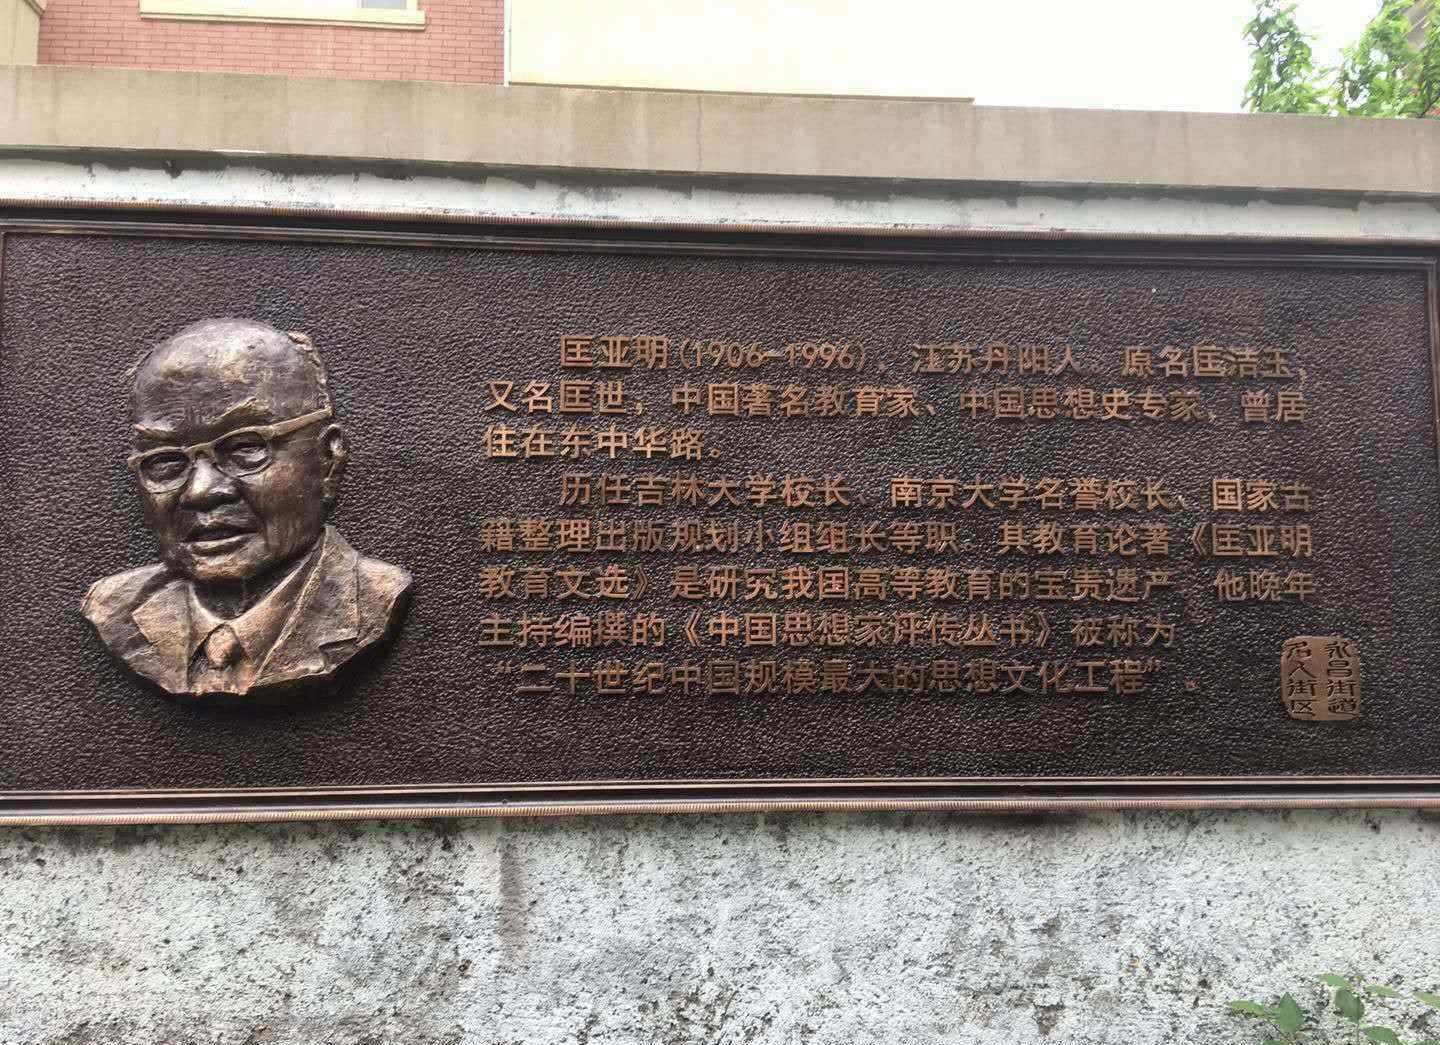 匡亚明(1906-1996)、江苏丹阳人。原名匡洁玉,
又名匡世,中国著名教育家、中国思想史专家,曾居
住在东中华路。
历任吉林大学校长、南京大学名誉校长、国家古
籍整理出版规划小组组长等职。其教育论著《匡亚明
教育文选》是研究我国高等教育的宝贵遗产。他晚年
主持编撰的《中国思想家评传丛书》被称为
“二十世纪中国规模最大的思想文化工程”。
永昌街道
名人街区